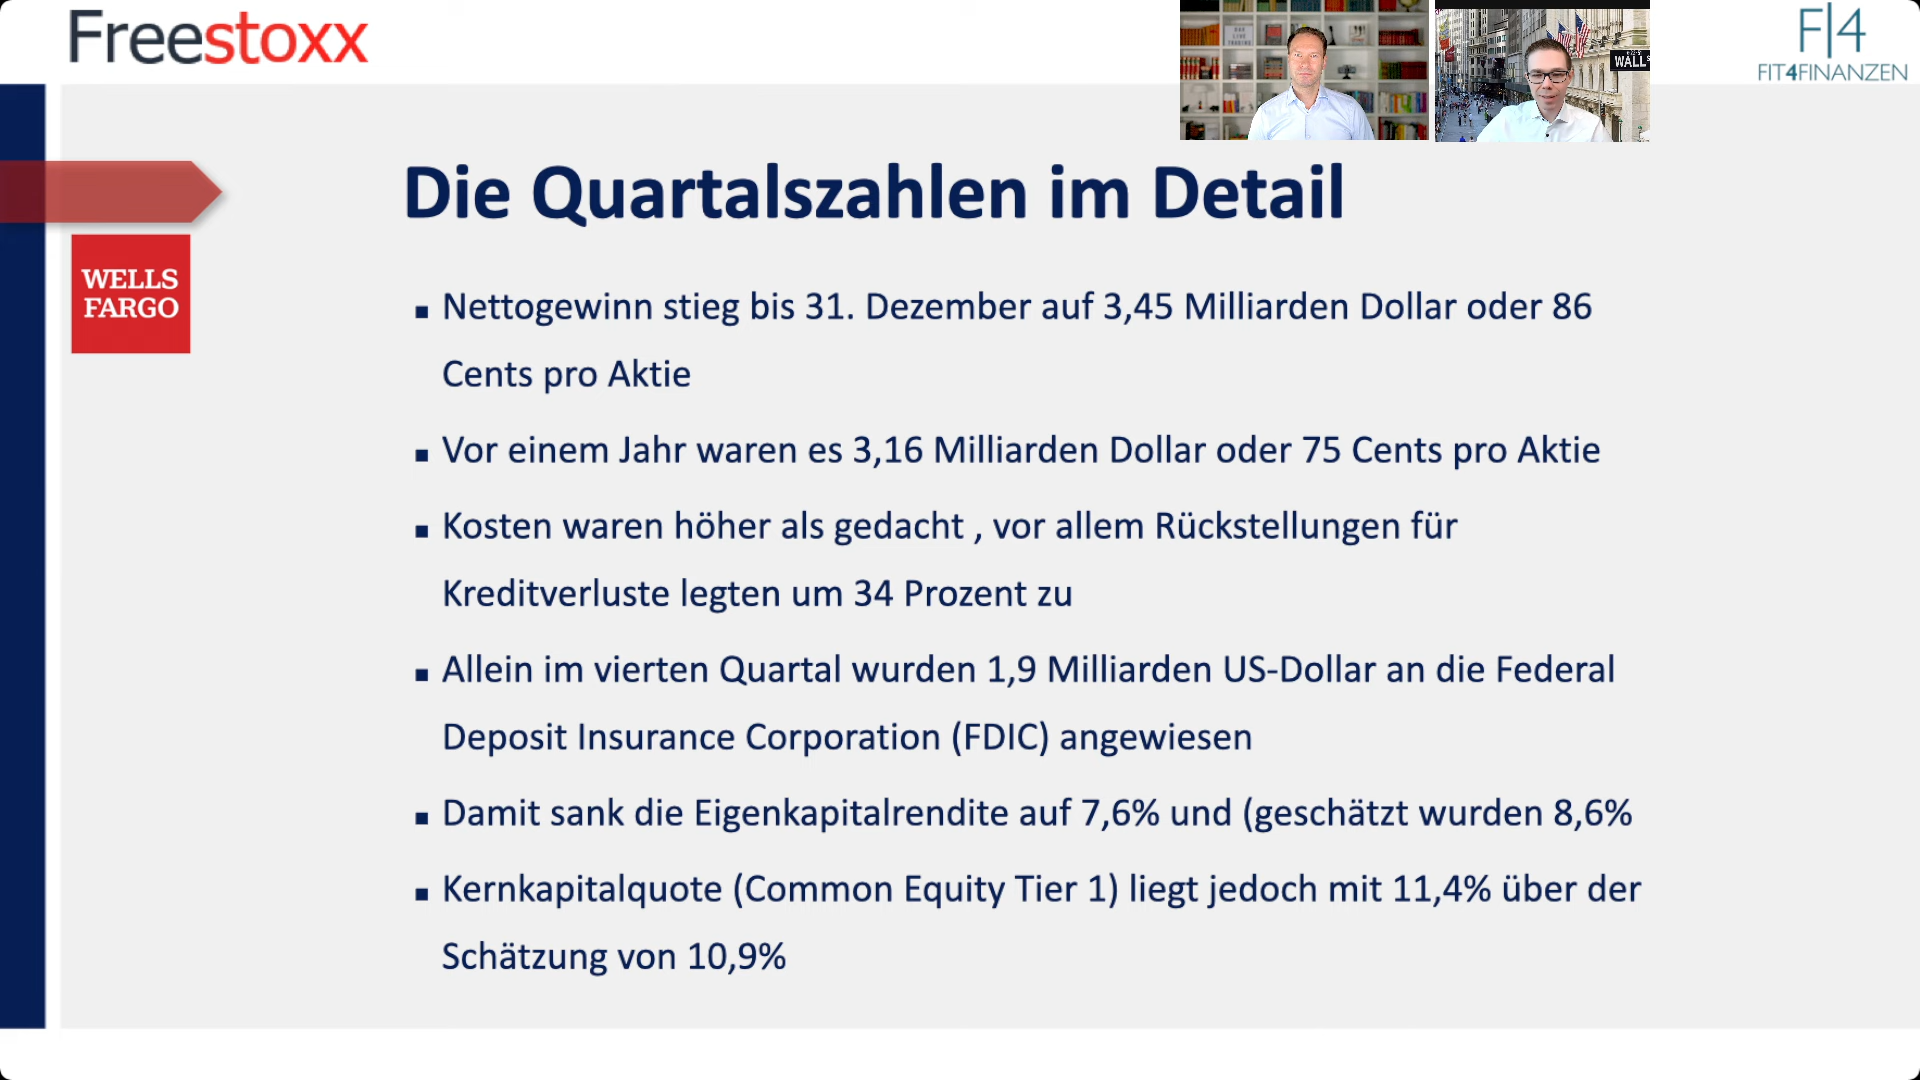 Freestoxx
F|4
FIT4FINANZEN
WALL
Die Quartalszahlen im Detail
WELLS
FARGO
▪ Nettogewinn stieg bis 31. Dezember auf 3,45 Milliarden Dollar oder 86
Cents pro Aktie
▪ Vor einem Jahr waren es 3,16 Milliarden Dollar oder 75 Cents pro Aktie
▪ Kosten waren höher als gedacht , vor allem Rückstellungen für
Kreditverluste legten um 34 Prozent zu
▪ Allein im vierten Quartal wurden 1,9 Milliarden US-Dollar an die Federal
Deposit Insurance Corporation (FDIC) angewiesen
▪ Damit sank die Eigenkapitalrendite auf 7,6% und (geschätzt wurden 8,6%
▪ Kernkapitalquote (Common Equity Tier 1) liegt jedoch mit 11,4% über der
Schätzung von 10,9%